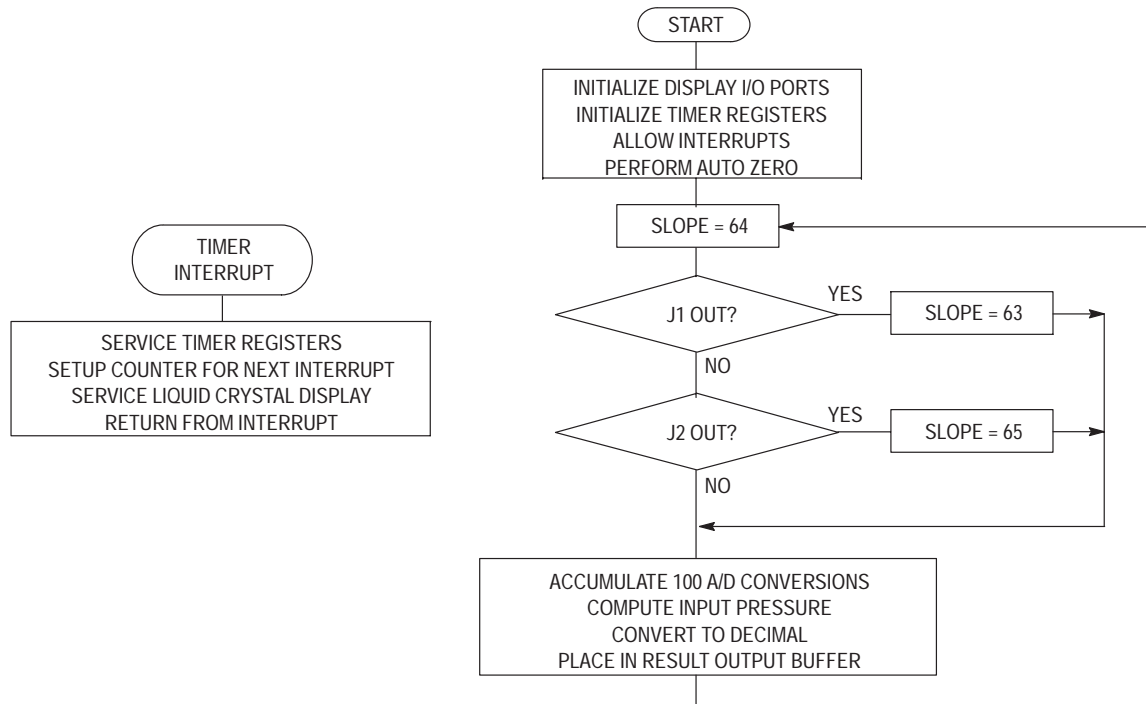 START
INITIALIZE DISPLAY I/O PORTS
INITIALIZE TIMER REGISTERS
ALLOW INTERRUPTS
PERFORM AUTO ZERO
SLOPE = 64
J1 OUT?
YES
SLOPE = 63
NO
J2 OUT?
YES
SLOPE = 65
NO
ACCUMULATE 100 A/D CONVERSIONS
COMPUTE INPUT PRESSURE
CONVERT TO DECIMAL
PLACE IN RESULT OUTPUT BUFFER
TIMER
INTERRUPT
SERVICE TIMER REGISTERS
SETUP COUNTER FOR NEXT INTERRUPT
SERVICE LIQUID CRYSTAL DISPLAY
RETURN FROM INTERRUPT